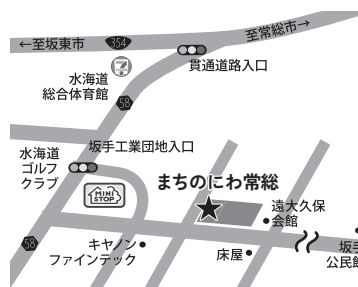 ←至坂東市
354
至常総市→
7
貫通道路入口
水海道
総合体育館
58
水海道
ゴルフ
クラブ
坂手工業団地入口
MINI
STOP
まちのにわ常総
遠大久保
会館
58
キヤノン
ファインテック
床屋
坂手
公民館